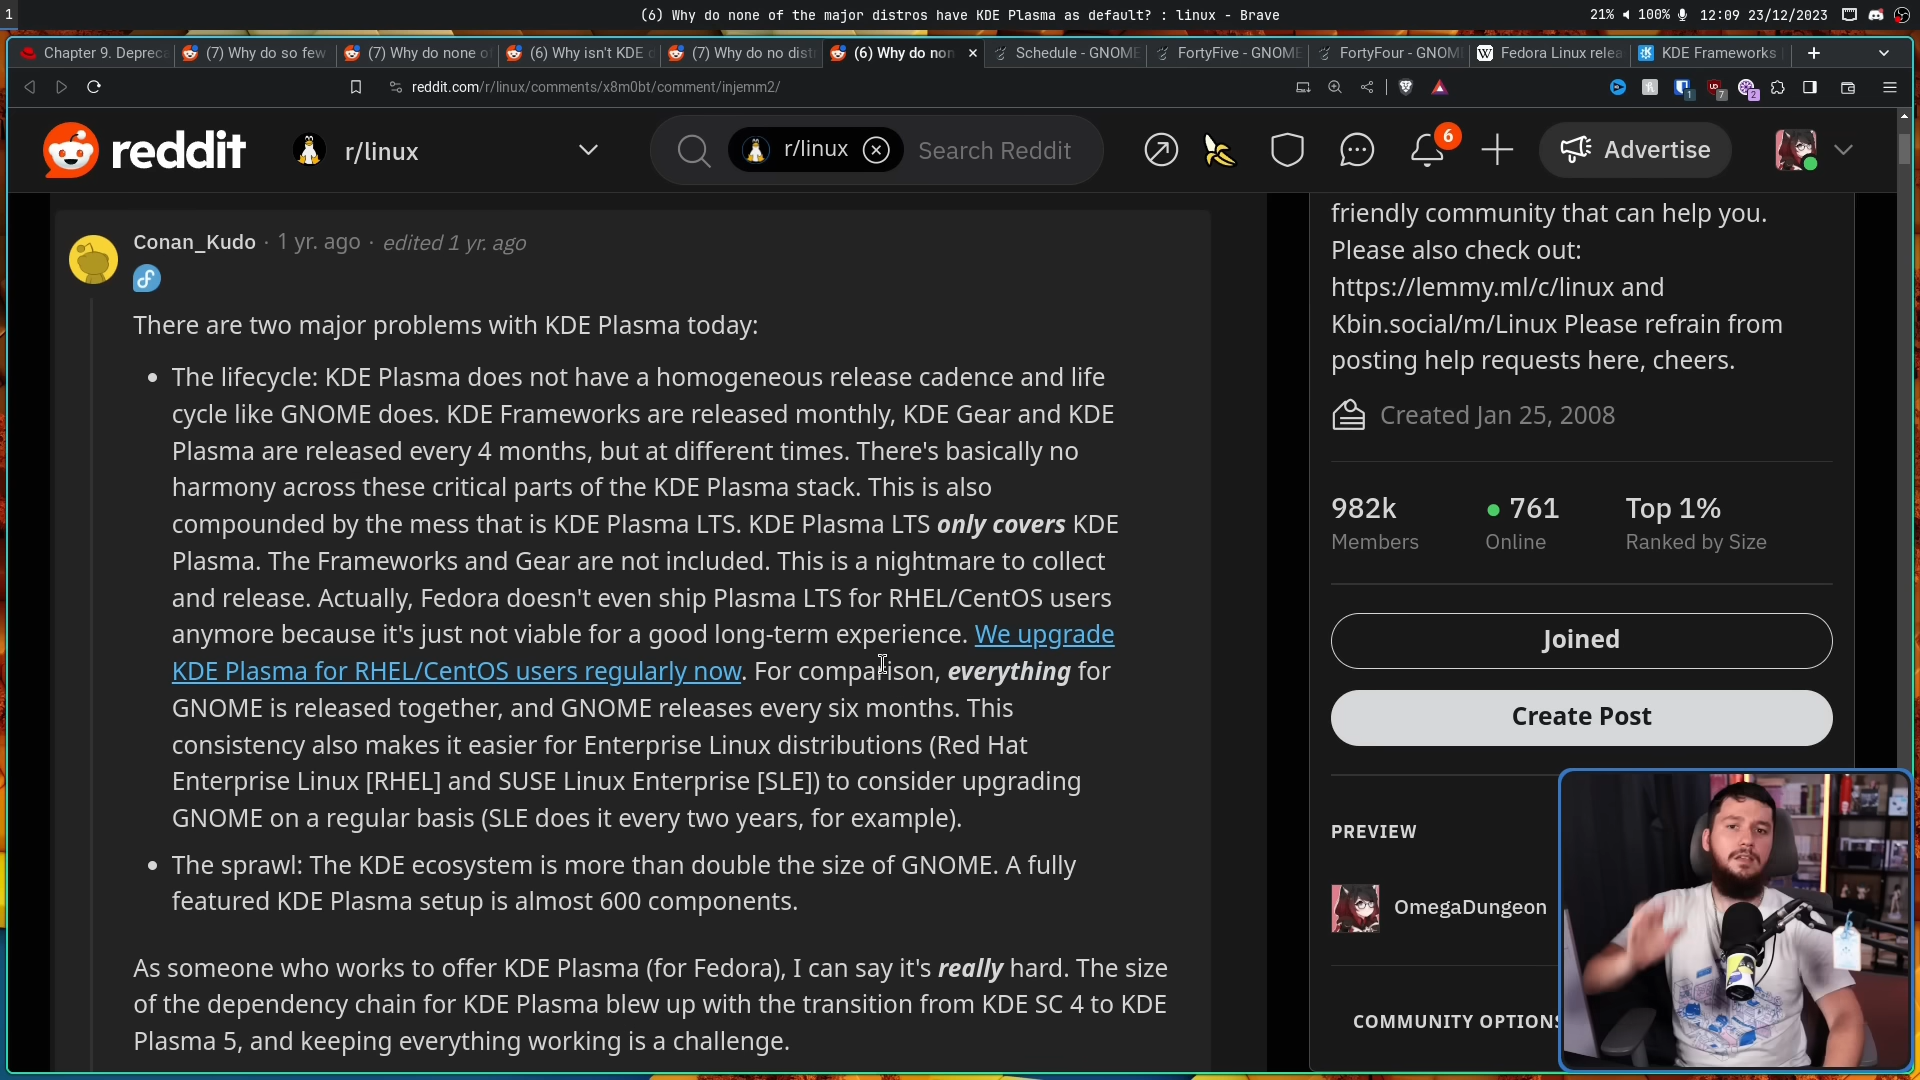 1
(6) Why do none of the major distros have KDE Plasma as default? : linux - Brave
21% 100% 12:09 23/12/2023
Chapter 9. Depreca
(7) Why do so few
(7) Why do none o
(6) Why isn't KDE d
(7) Why do no dist
(6) Why do non
Schedule - GNOME
FortyFive - GNOME
FortyFour - GNOM
Fedora Linux relea
KDE Frameworks
reddit.com/r/linux/comments/x8m0bt/comment/injemm2/
1
7
2
reddit
r/linux
r/linux
Search Reddit
6
Advertise
Conan_Kudo · 1 yr. ago · edited 1 yr. ago
There are two major problems with KDE Plasma today:
• The lifecycle: KDE Plasma does not have a homogeneous release cadence and life
cycle like GNOME does. KDE Frameworks are released monthly, KDE Gear and KDE
Plasma are released every 4 months, but at different times. There's basically no
harmony across these critical parts of the KDE Plasma stack. This is also
compounded by the mess that is KDE Plasma LTS. KDE Plasma LTS only covers KDE
Plasma. The Frameworks and Gear are not included. This is a nightmare to collect
and release. Actually, Fedora doesn't even ship Plasma LTS for RHEL/CentOS users
anymore because it's just not viable for a good long-term experience. We upgrade
KDE Plasma for RHEL/CentOS users regularly now. For comparison, everything for
GNOME is released together, and GNOME releases every six months. This
consistency also makes it easier for Enterprise Linux distributions (Red Hat
Enterprise Linux [RHEL] and SUSE Linux Enterprise [SLE]) to consider upgrading
GNOME on a regular basis (SLE does it every two years, for example).
• The sprawl: The KDE ecosystem is more than double the size of GNOME. A fully
featured KDE Plasma setup is almost 600 components.
As someone who works to offer KDE Plasma (for Fedora), I can say it's really hard. The size
of the dependency chain for KDE Plasma blew up with the transition from KDE SC 4 to KDE
Plasma 5, and keeping everything working is a challenge.
friendly community that can help you.
Please also check out:
https://lemmy.ml/c/linux and
Kbin.social/m/Linux Please refrain from
posting help requests here, cheers.
Created Jan 25, 2008
982k
761
Top 1%
Members
Online
Ranked by Size
Joined
Create Post
PREVIEW
OmegaDungeon
COMMUNITY OPTIONS